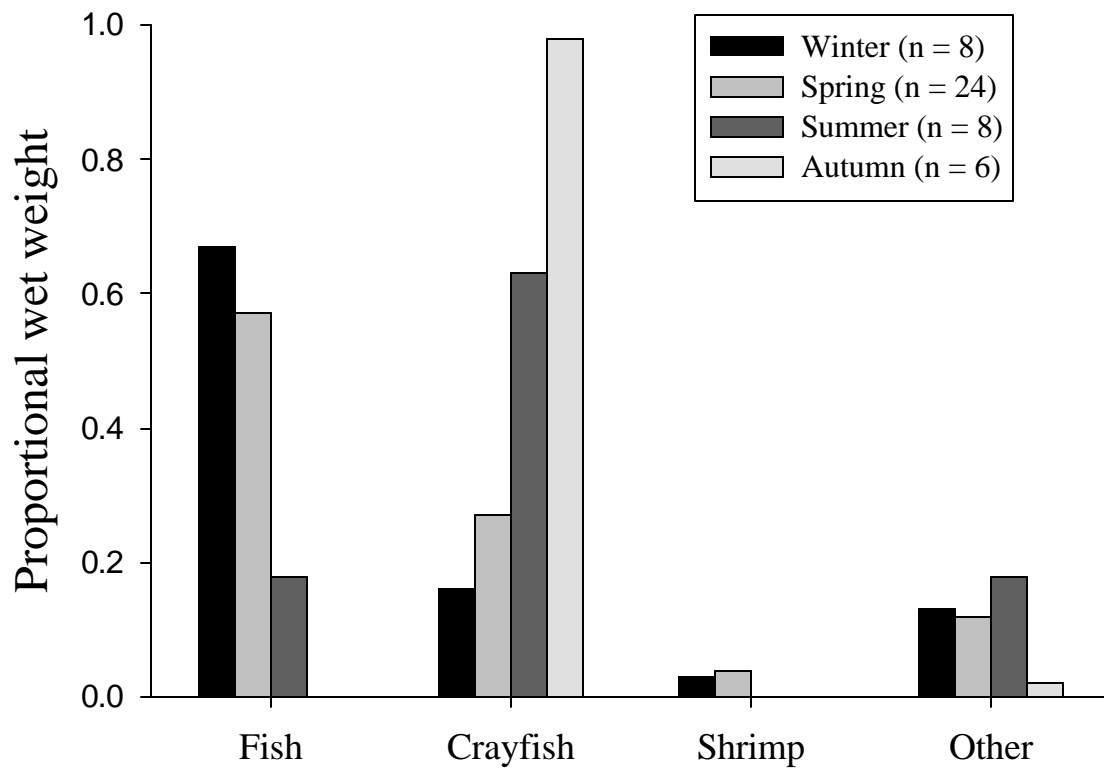 Proportional wet weight
1.0
0.8
0.6
0.4
0.2
0.0
Winter (n = 8)
Spring (n = 24)
Summer (n = 8)
Autumn (n = 6)
Fish
Crayfish
Shrimp
Other